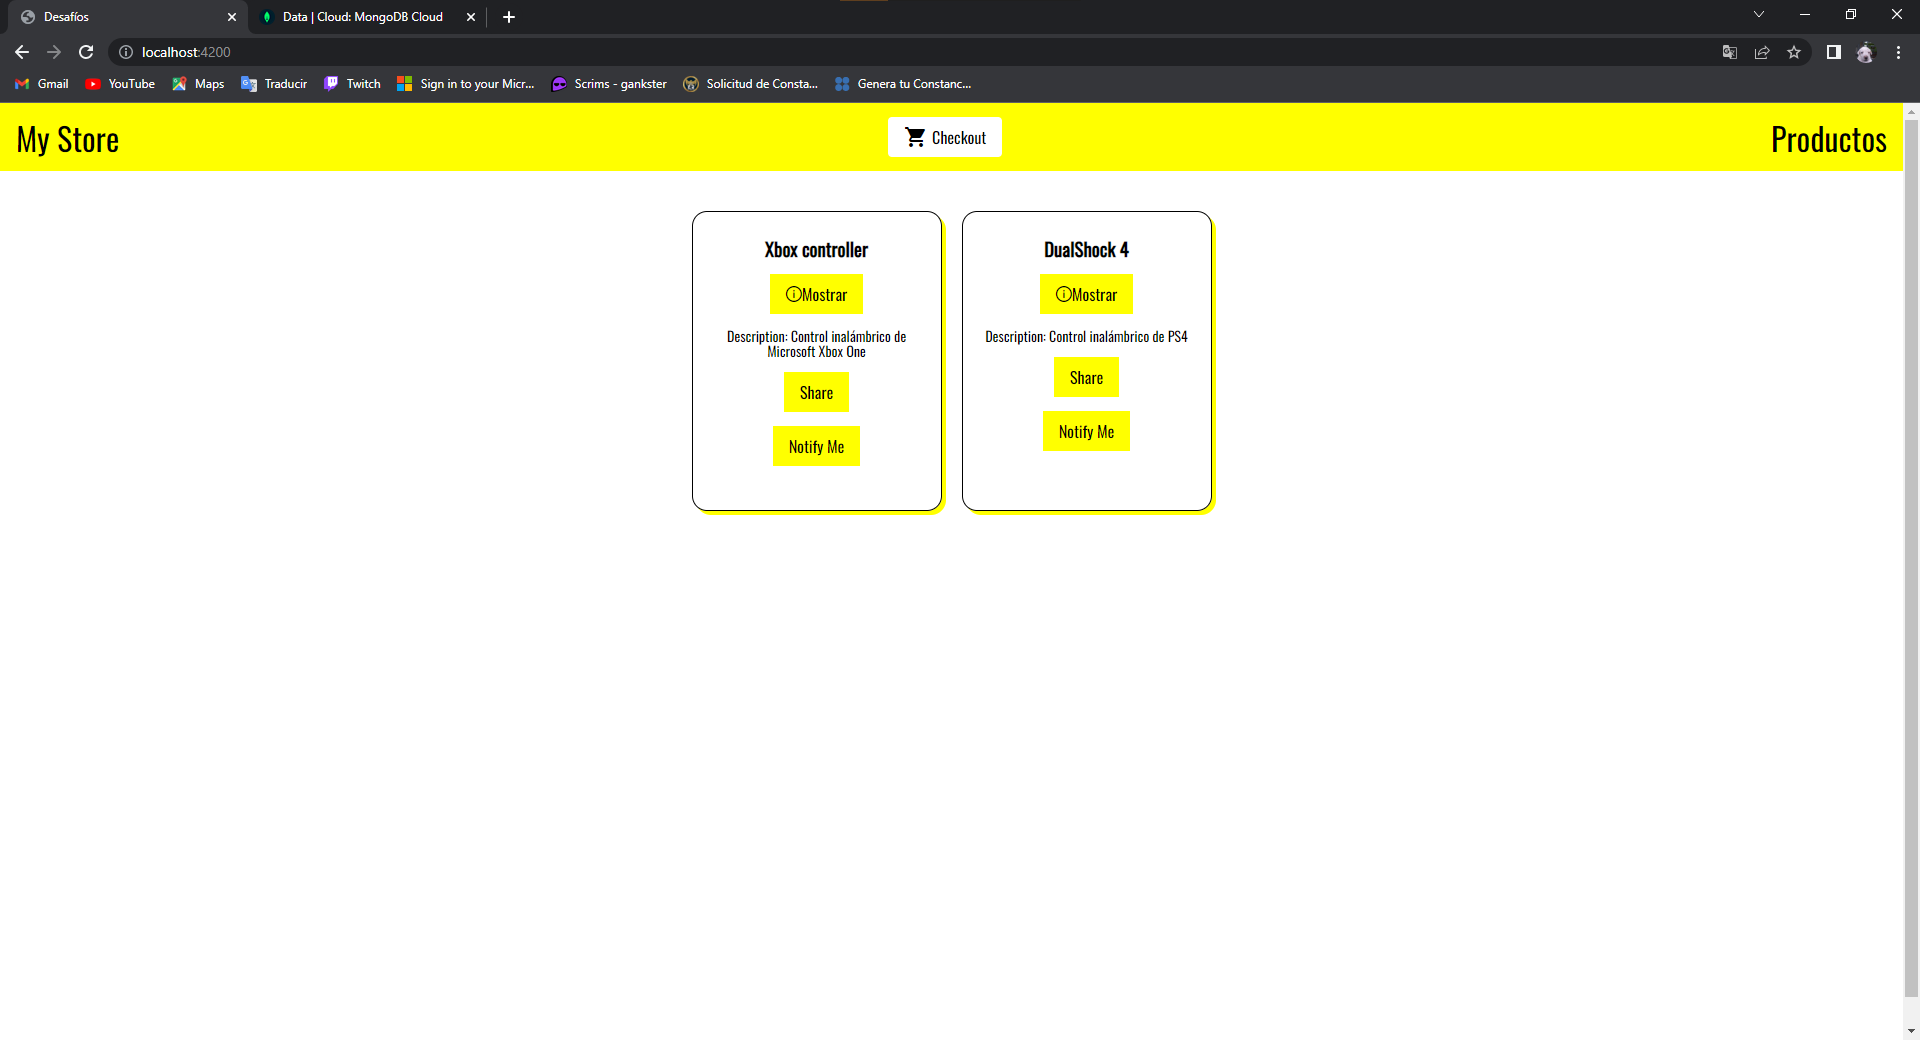 Desafíos
Data | Cloud: MongoDB Cloud
localhost:4200
Gmail
YouTube
Maps
Traducir
Twitch
Sign in to your Micr...
Scrims - gankster
Solicitud de Consta...
Genera tu Constanc...
My Store
Checkout
Productos
Xbox controller
Mostrar
Description: Control inalámbrico de
Microsoft Xbox One
Share
Notify Me
DualShock 4
Mostrar
Description: Control inalámbrico de PS4
Share
Notify Me